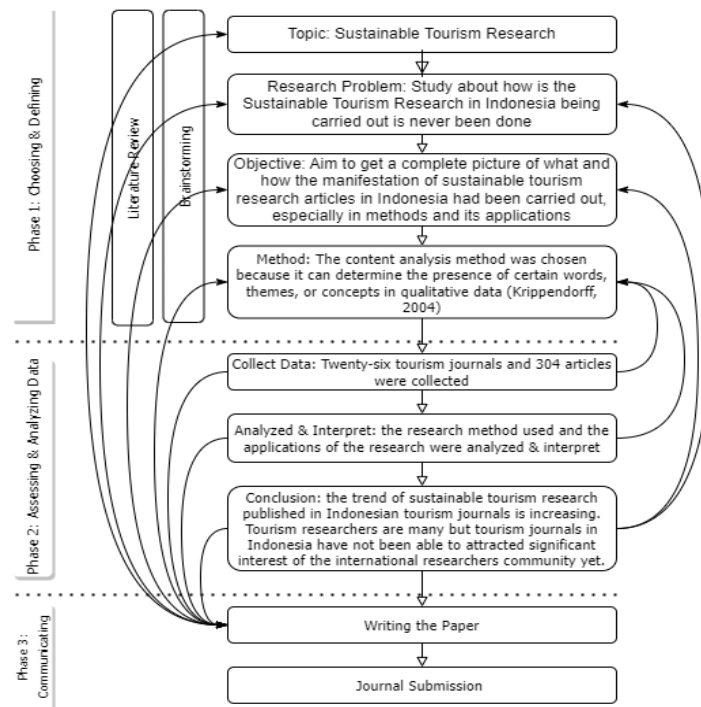 Topic: Sustainable Tourism Research
Research Problem: Study about how is the
Sustainable Tourism Research in Indonesia being
carried out is never been done
Objective: Aim to get a complete picture of what and
how the manifestation of sustainable tourism
research articles in Indonesia had been carried out,
especially in methods and its applications
Method: The content analysis method was chosen
because it can determine the presence of certain words,
themes, or concepts in qualitative data (Krippendorff,
2004)
Phase 1: Choosing & Defining
Literature Review
Brainstorming
Collect Data: Twenty-six tourism journals and 304 articles
were collected
Analyzed & Interpret: the research method used and the
applications of the research were analyzed & interpret
Conclusion: the trend of sustainable tourism research
published in Indonesian tourism journals is increasing.
Tourism researchers are many but tourism journals in
Indonesia have not been able to attracted significant
interest of the international researchers community yet.
Phase 2: Assessing & Analyzing Data
Writing the Paper
Journal Submission
Phase 3:
Communicating